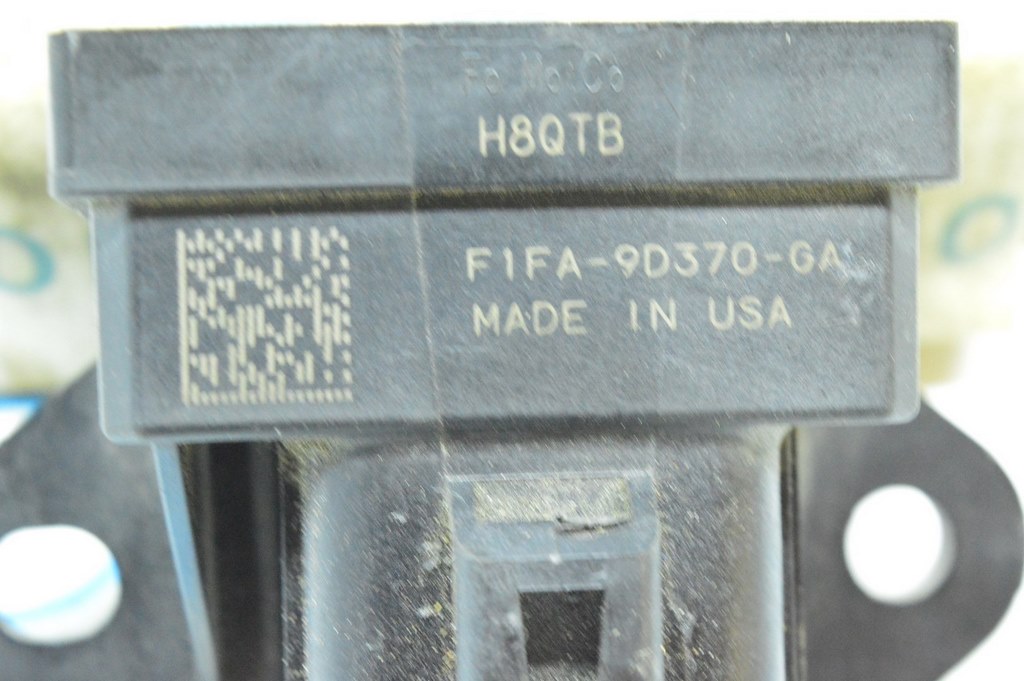 FoMoCo
H8QTB
F1FA-9D370-GA
MADE IN USA